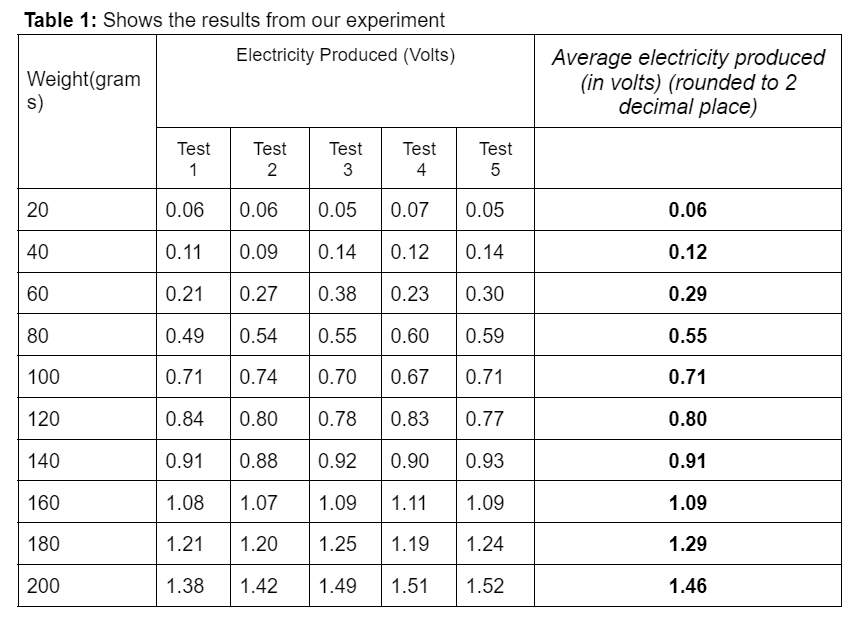 Table 1: Shows the results from our experiment
Weight(gram
s)
Electricity Produced (Volts)
Average electricity produced
(in volts) (rounded to 2
decimal place)
Test
1
Test
2
Test
3
Test
4
Test
5
20 0.06 0.06 0.05 0.07 0.05 0.06
40 0.11 0.09 0.14 0.12 0.14 0.12
60 0.21 0.27 0.38 0.23 0.30 0.29
80 0.49 0.54 0.55 0.60 0.59 0.55
100 0.71 0.74 0.70 0.67 0.71 0.71
120 0.84 0.80 0.78 0.83 0.77 0.80
140 0.91 0.88 0.92 0.90 0.93 0.91
160 1.08 1.07 1.09 1.11 1.09 1.09
180 1.21 1.20 1.25 1.19 1.24 1.29
200 1.38 1.42 1.49 1.51 1.52 1.46